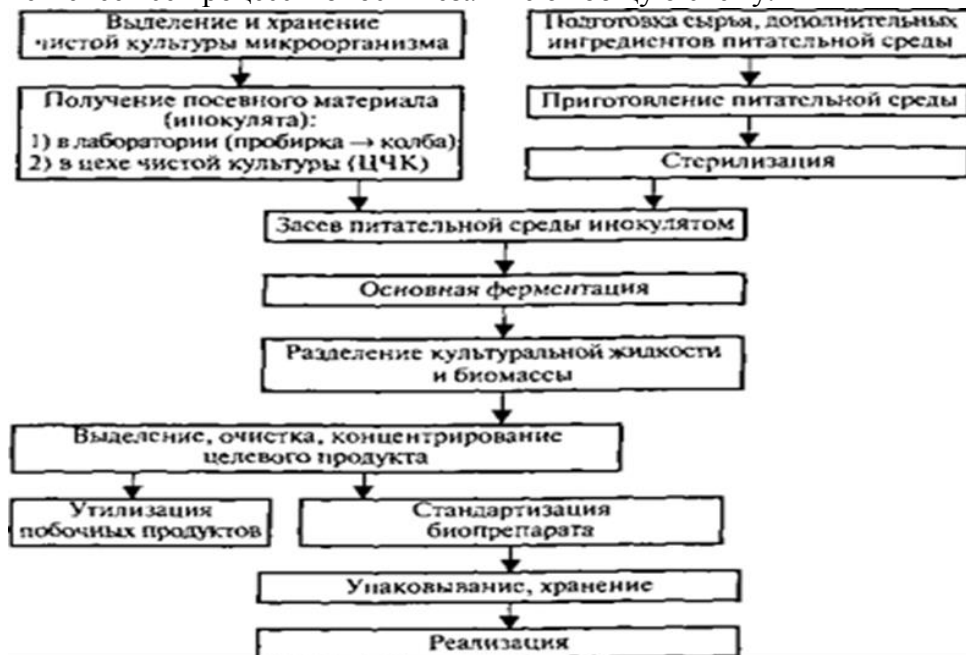 Выделение и хранение
чистой культуры микроорганизма
Подготовка сырья, дополнительных
ингредиентов питательной среды
Получение посевного материала
(инокулята):
1) в лаборатории (пробирка → колба)
2) в цехе чистой культуры (ЦЧК)
Приготовление питательной среды
Стерилизация
Засев питательной среды инокулятом
Основная ферментация
Разделение культуральной жидкости
и биомассы
Выделение, очистка, концентрирование
целевого продукта
Утилизация
побочных продуктов
Стандартизация
биопрепарата
Упаковывание, хранение
Реализация